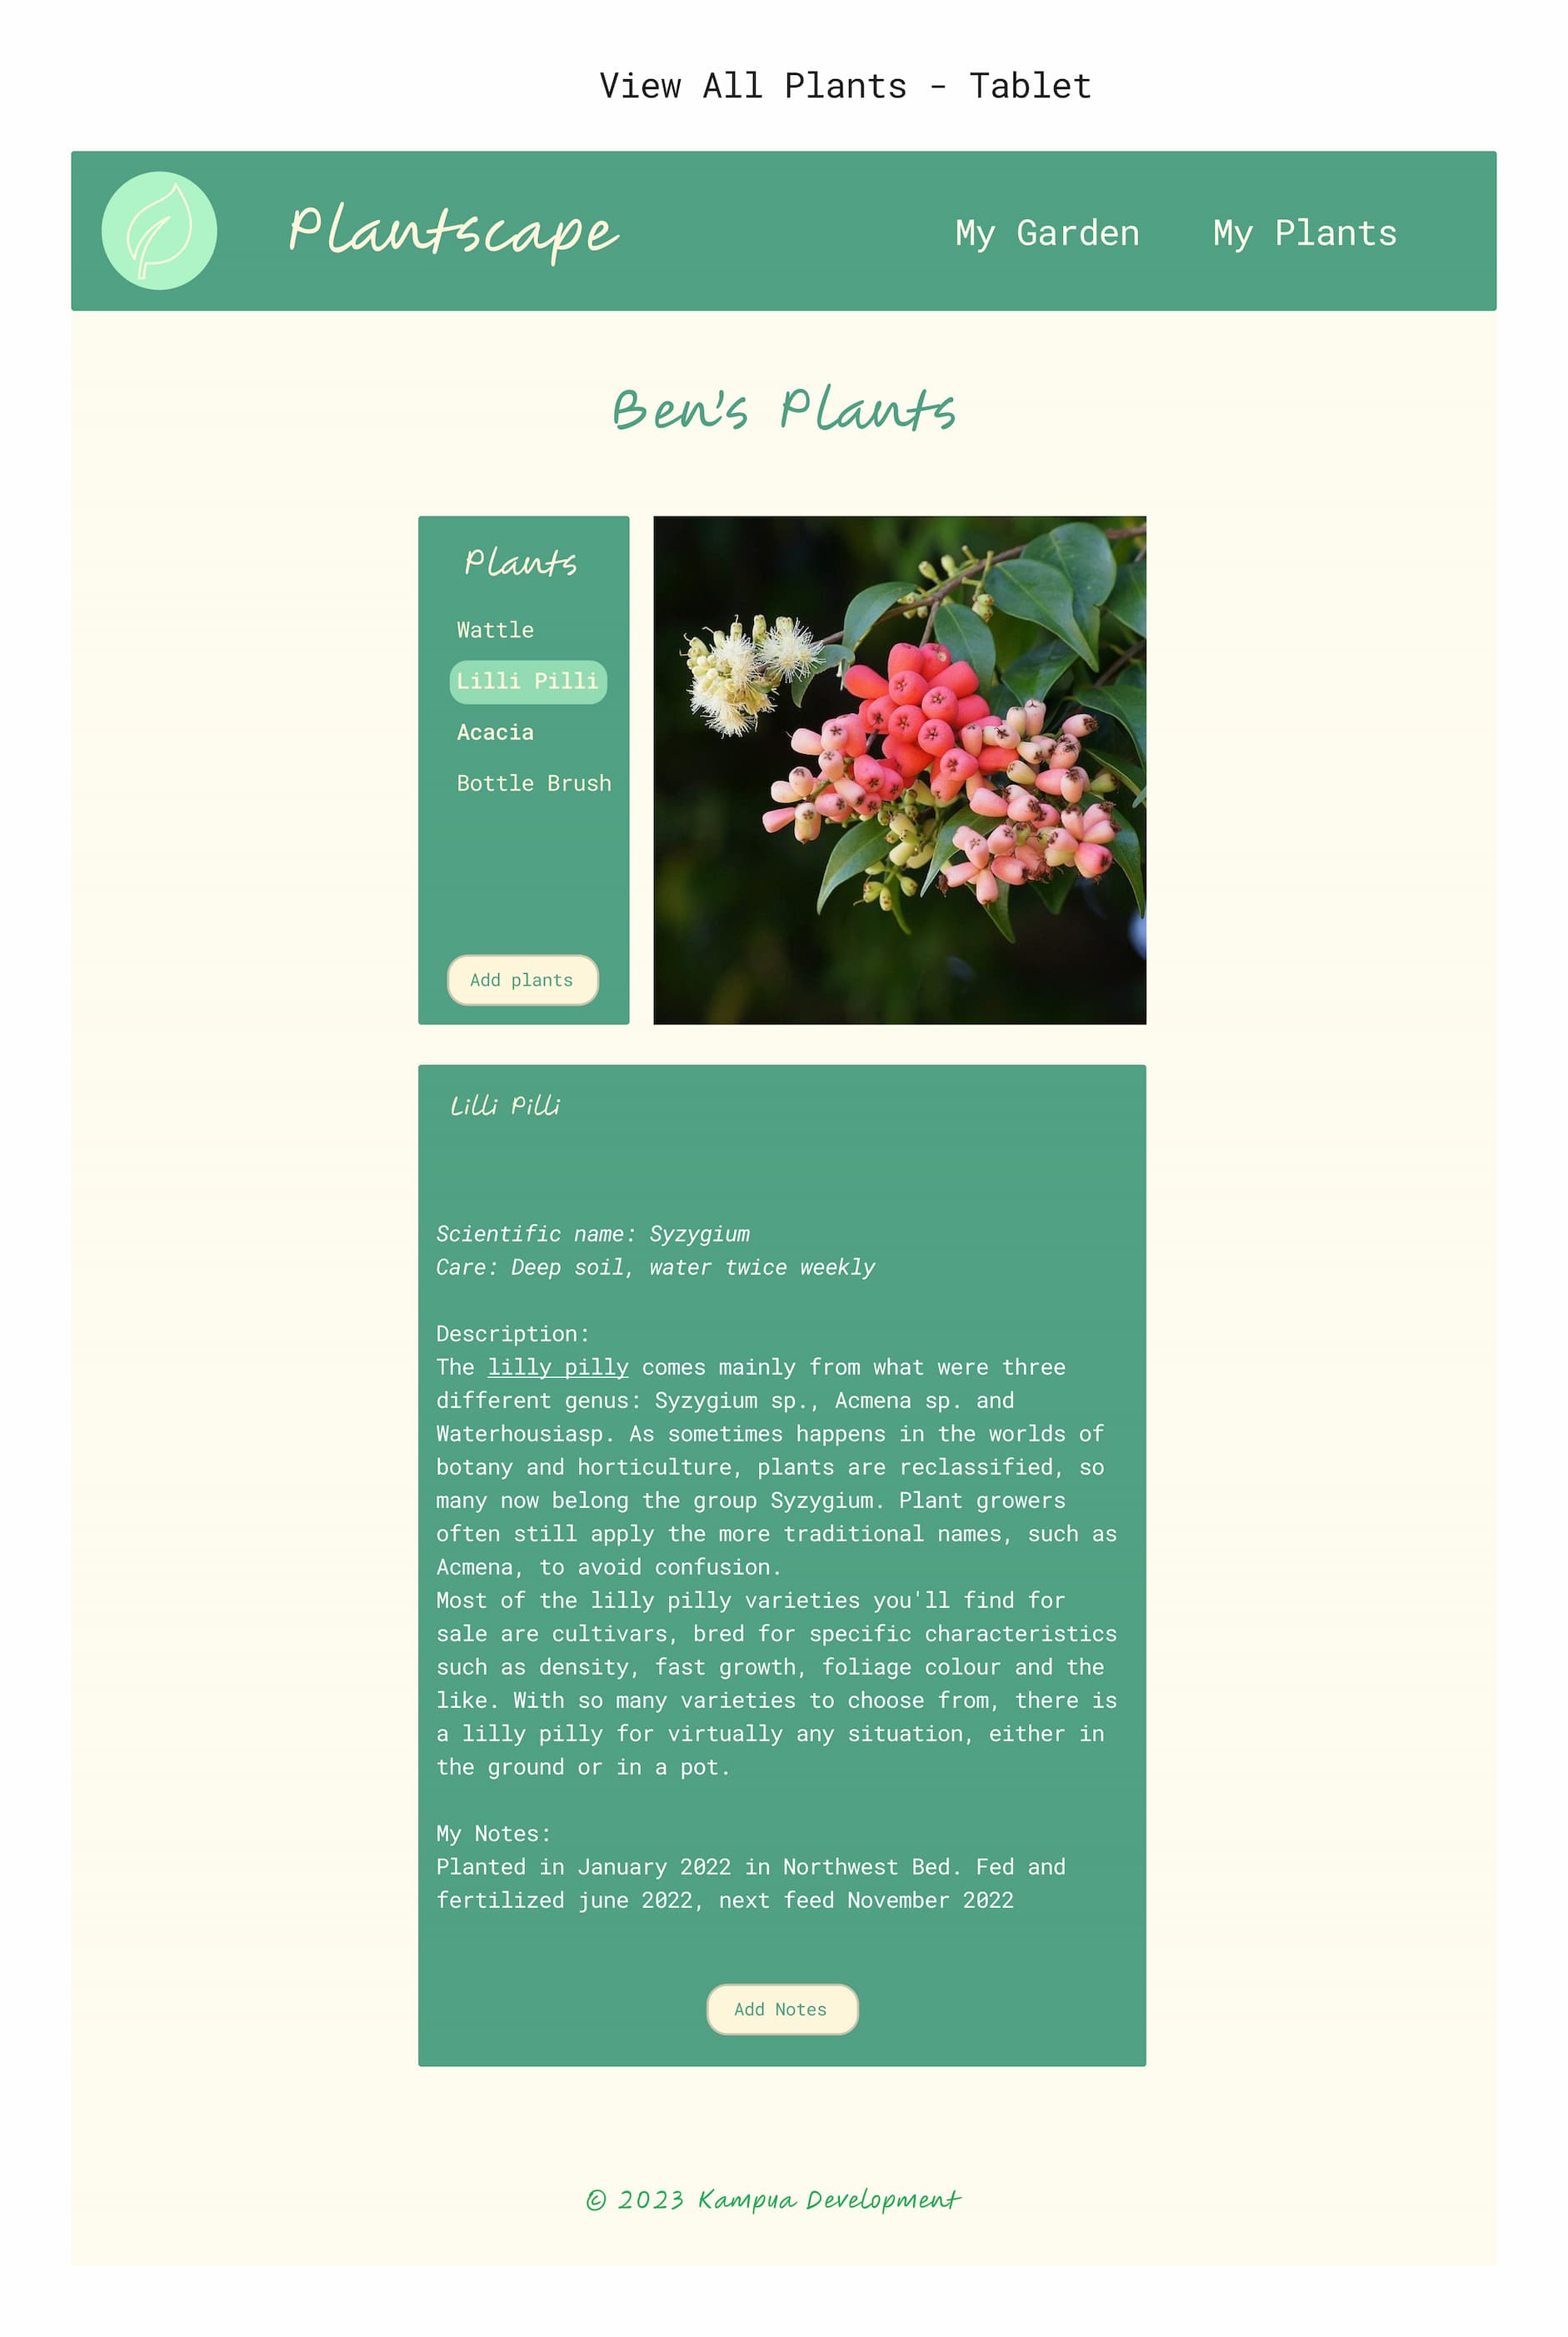 View All Plants - Tablet
Plantscape
My Garden
My Plants
Ben's Plants
Plants
Wattle
Lilli Pilli
Acacia
Bottle Brush
Add plants
Lilli Pilli
Scientific name: Syzygium
Care: Deep soil, water twice weekly
Description:
The lilly pilly comes mainly from what were three
different genus: Syzygium sp., Acmena sp. and
Waterhousiasp. As sometimes happens in the worlds of
botany and horticulture, plants are reclassified, so
many now belong the group Syzygium. Plant growers
often still apply the more traditional names, such as
Acmena, to avoid confusion.
Most of the lilly pilly varieties you'll find for
sale are cultivars, bred for specific characteristics
such as density, fast growth, foliage colour and the
like. With so many varieties to choose from, there is
a lilly pilly for virtually any situation, either in
the ground or in a pot.
My Notes:
Planted in January 2022 in Northwest Bed. Fed and
fertilized june 2022, next feed November 2022
Add Notes
© 2023 Kampua Development